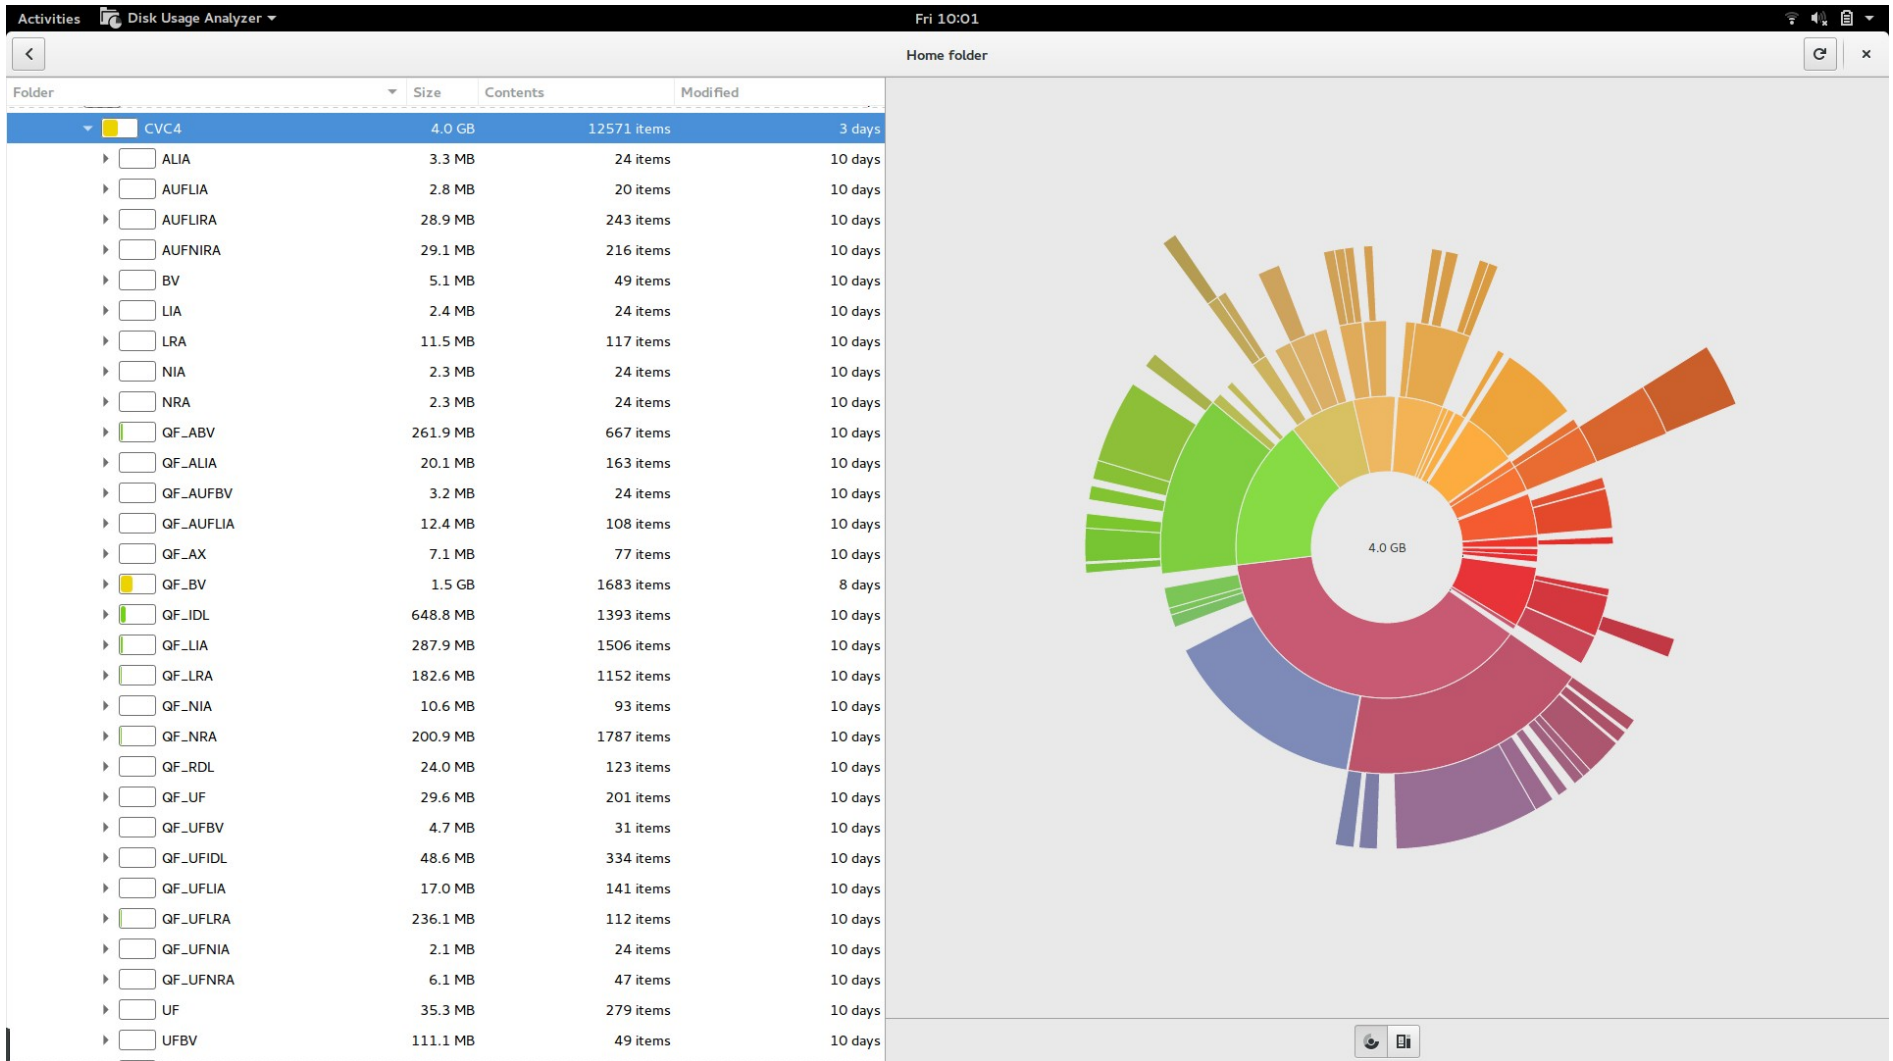 Activities Disk Usage Analyzer Fri 10:01
Home folder
Folder Size Contents Modified
CVC4 4.0 GB 12571 items 3 days
ALIA 3.3 MB 24 items 10 days
AUFLIA 2.8 MB 20 items 10 days
AUFLIRA 28.9 MB 243 items 10 days
AUFNIRA 29.1 MB 216 items 10 days
BV 5.1 MB 49 items 10 days
LIA 2.4 MB 24 items 10 days
LRA 11.5 MB 117 items 10 days
NIA 2.3 MB 24 items 10 days
NRA 2.3 MB 24 items 10 days
QF_ABV 261.9 MB 667 items 10 days
QF_ALIA 20.1 MB 163 items 10 days
QF_AUFBV 3.2 MB 24 items 10 days
QF_AUFLIA 12.4 MB 108 items 10 days
QF_AX 7.1 MB 77 items 10 days
QF_BV 1.5 GB 1683 items 8 days
QF_IDL 648.8 MB 1393 items 10 days
QF_LIA 287.9 MB 1506 items 10 days
QF_LRA 182.6 MB 1152 items 10 days
QF_NIA 10.6 MB 93 items 10 days
QF_NRA 200.9 MB 1787 items 10 days
QF_RDL 24.0 MB 123 items 10 days
QF_UF 29.6 MB 201 items 10 days
QF_UFBV 4.7 MB 31 items 10 days
QF_UFIDL 48.6 MB 334 items 10 days
QF_UFLIA 17.0 MB 141 items 10 days
QF_UFLRA 236.1 MB 112 items 10 days
QF_UFNIA 2.1 MB 24 items 10 days
QF_UFNRA 6.1 MB 47 items 10 days
UF 35.3 MB 279 items 10 days
UFBV 111.1 MB 49 items 10 days
4.0 GB